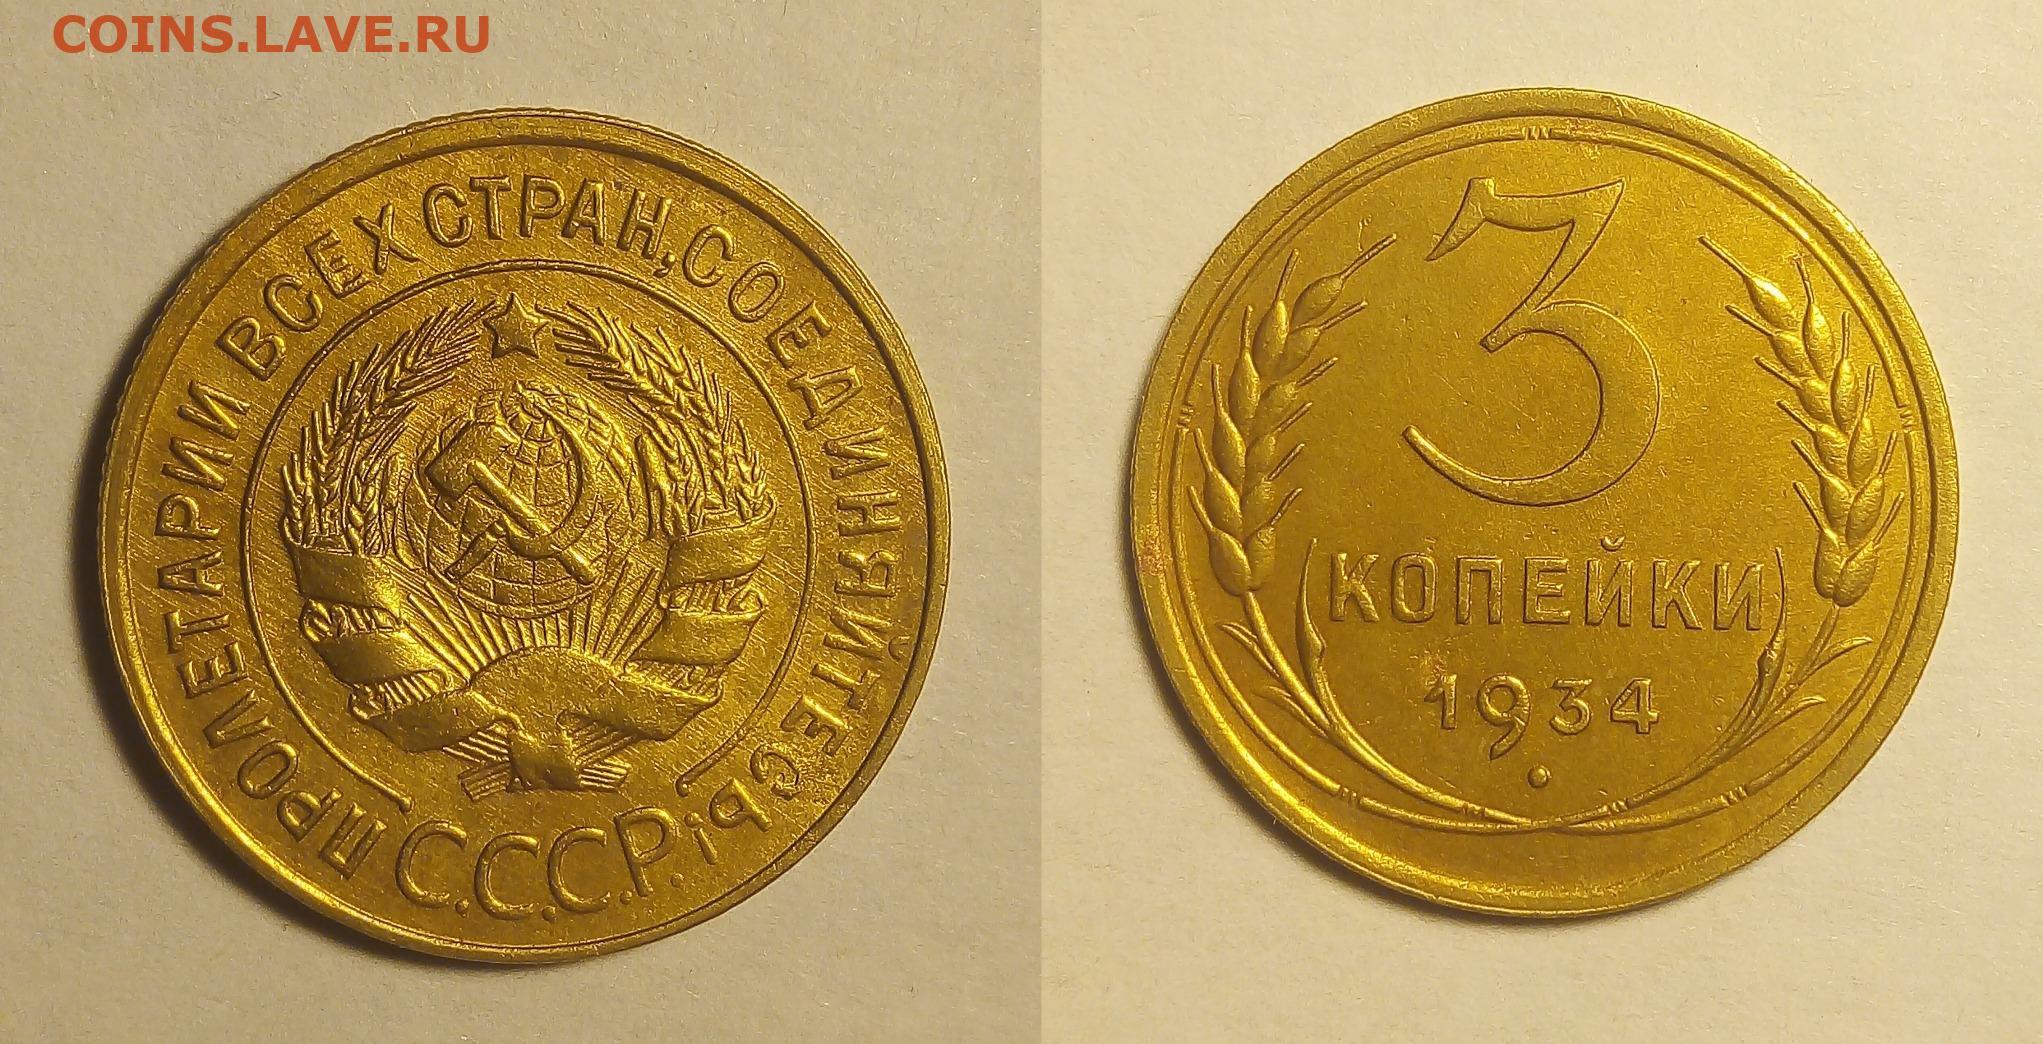 COINS.LAVE.RU
ПРОЛЕТАРИИ ВСЕХ СТРАН, СОЕДИНЯЙТЕСЬ!
С.С.С.Р.
3
КОПЕЙКИ
1934